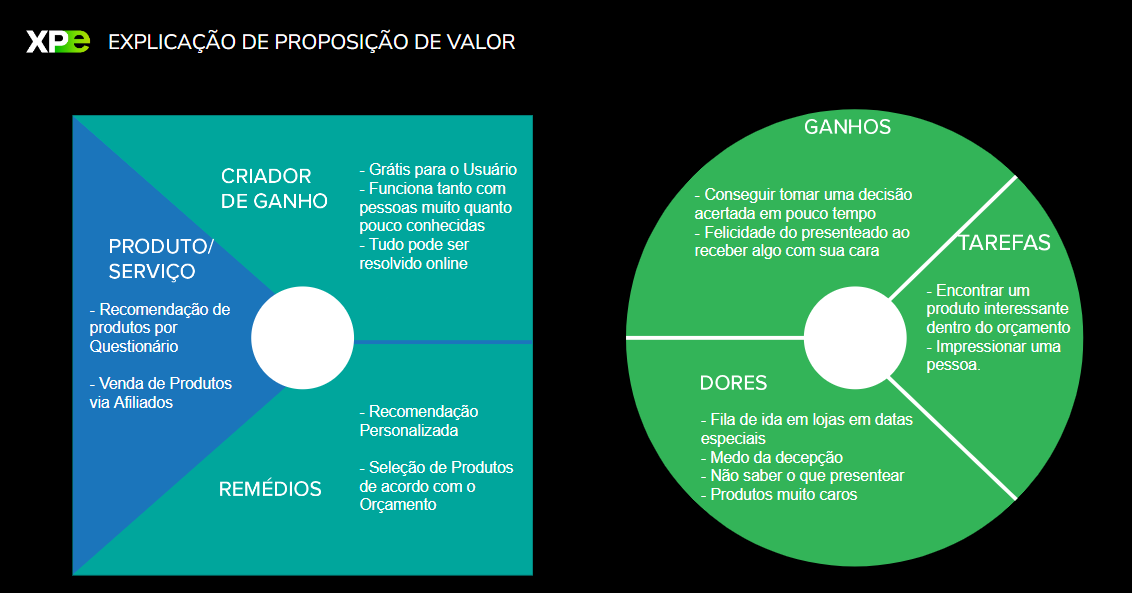 XPe EXPLICAÇÃO DE PROPOSIÇÃO DE VALOR
CRIADOR
DE GANHO
- Grátis para o Usuário
- Funciona tanto com
pessoas muito quanto
pouco conhecidas
- Tudo pode ser
resolvido online
PRODUTO/
SERVIÇO
- Recomendação de
produtos por
Questionário
- Venda de Produtos
via Afiliados
REMÉDIOS
- Recomendação
Personalizada
- Seleção de Produtos
de acordo com o
Orçamento
GANHOS
- Conseguir tomar uma decisão
acertada em pouco tempo
- Felicidade do presenteado ao
receber algo com sua cara
TAREFAS
- Encontrar um
produto interessante
dentro do orçamento
- Impressionar uma
pessoa.
DORES
- Fila de ida em lojas em datas
especiais
- Medo da decepção
- Não saber o que presentear
- Produtos muito caros